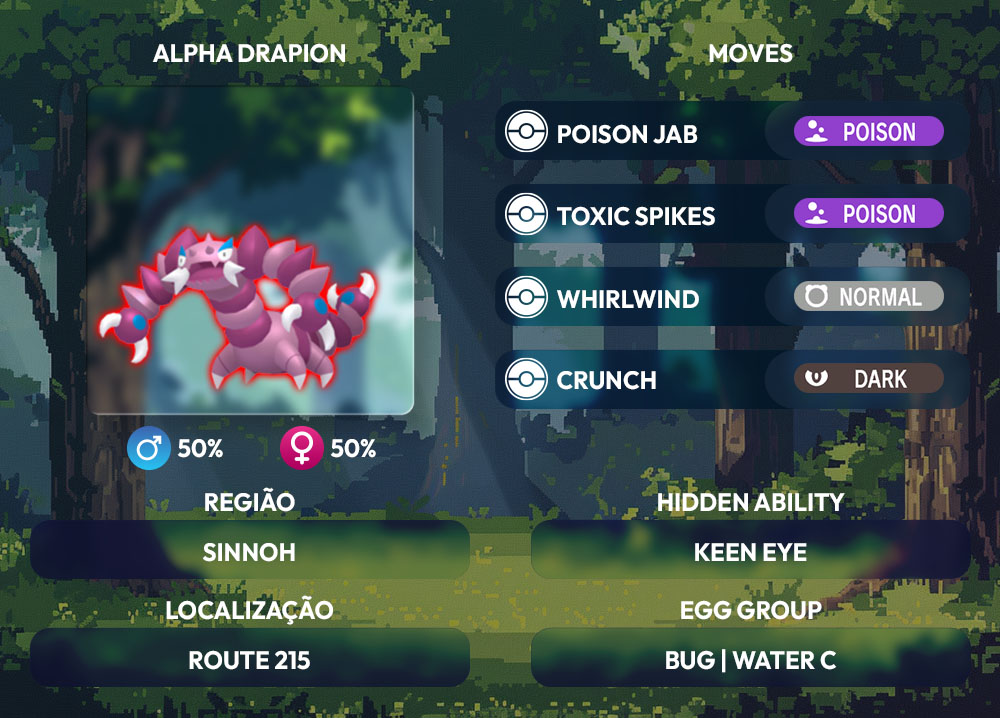 ALPHA DRAPION
50%
50%
REGIÃO
SINNOH
LOCALIZAÇÃO
ROUTE 215
MOVES
POISON JAB POISON
TOXIC SPIKES POISON
WHIRLWIND NORMAL
CRUNCH DARK
HIDDEN ABILITY
KEEN EYE
EGG GROUP
BUG | WATER C